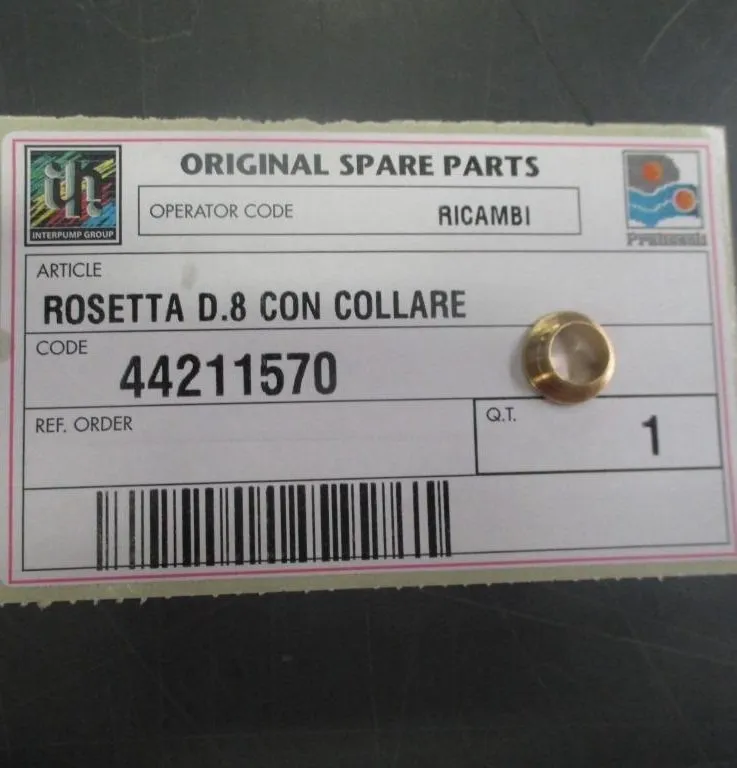 ORIGINAL SPARE PARTS
INTERPUMP GROUP
OPERATOR CODE RICAMBI
ARTICLE
ROSETTA D.8 CON COLLARE
CODE 44211570
REF. ORDER
Q.T. 1